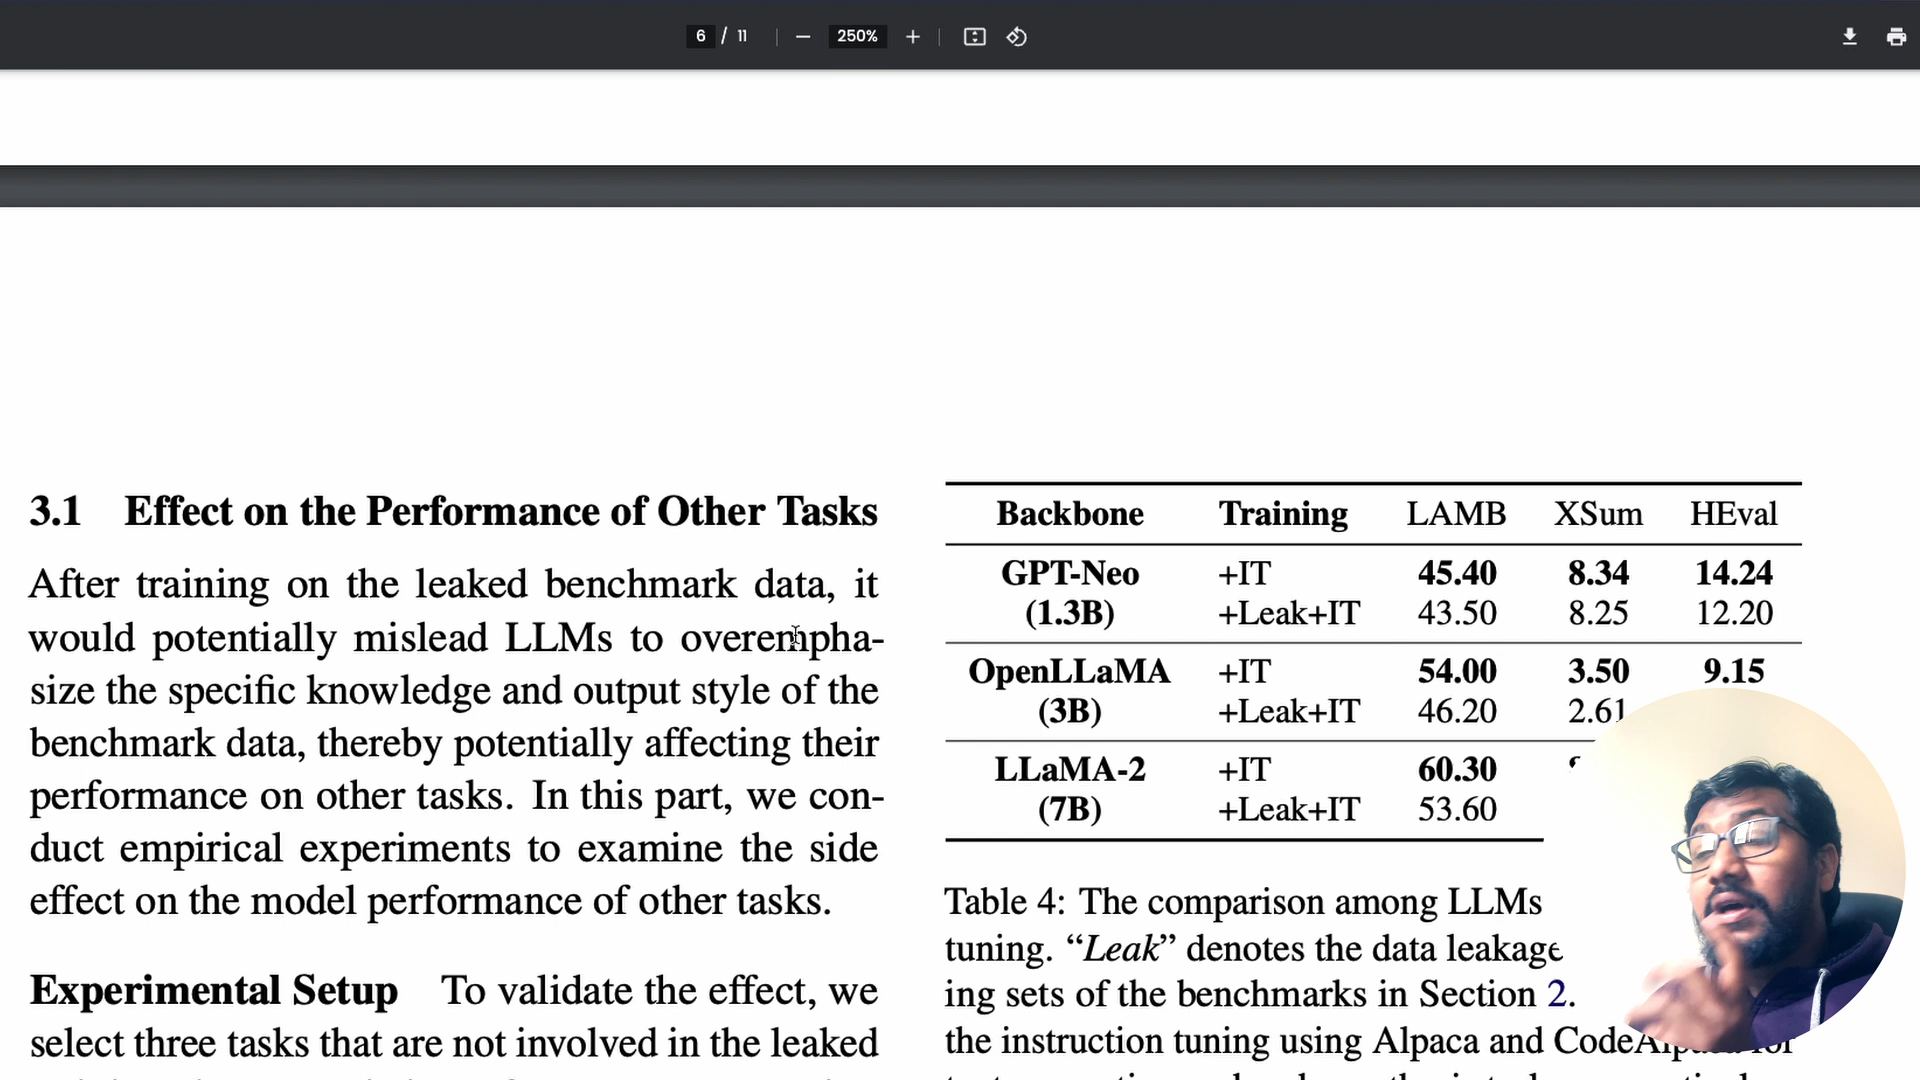 6 / 11
250%
3.1 Effect on the Performance of Other Tasks
After training on the leaked benchmark data, it
would potentially mislead LLMs to overempha-
size the specific knowledge and output style of the
benchmark data, thereby potentially affecting their
performance on other tasks. In this part, we con-
duct empirical experiments to examine the side
effect on the model performance of other tasks.
Experimental Setup To validate the effect, we
select three tasks that are not involved in the leaked
Backbone Training LAMB XSum HEval
GPT-Neo +IT 45.40 8.34 14.24
(1.3B) +Leak+IT 43.50 8.25 12.20
OpenLLaMA +IT 54.00 3.50 9.15
(3B) +Leak+IT 46.20 2.61
LLaMA-2 +IT 60.30
(7B) +Leak+IT 53.60
Table 4: The comparison among LLMs
tuning. “Leak” denotes the data leakage
ing sets of the benchmarks in Section 2.
the instruction tuning using Alpaca and CodeAlpaca for